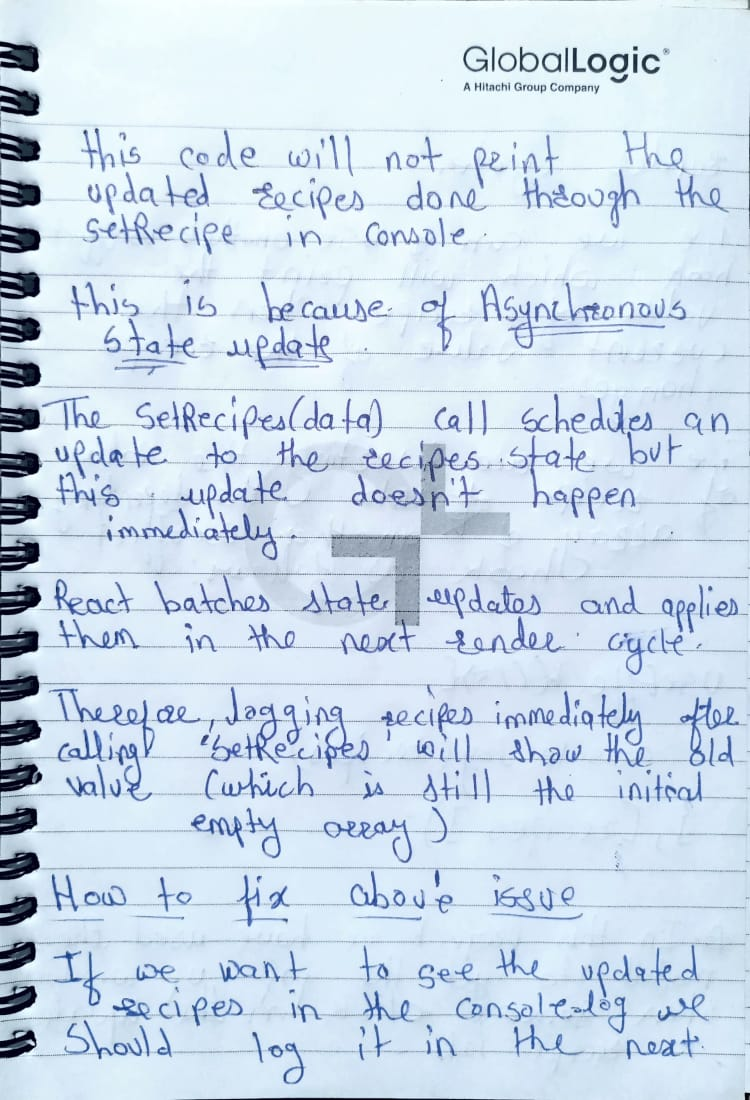 GlobalLogic®
A Hitachi Group Company
this code will not print the
updated recipes done through the
setRecipe in console.
this is because of Asynchronous
state update.
The SetRecipes(data) call schedules an
update to the recipes state but
this update doesn't happen
immediately.
React batches state updates and applies
them in the next render cycle.
Therefore, logging recipes immediately after
calling 'setRecipes' will show the old
value (which is still the initial
empty array)
How to fix above issue
If we want to see the updated
recipes in the console.log we
Should log it in the next.